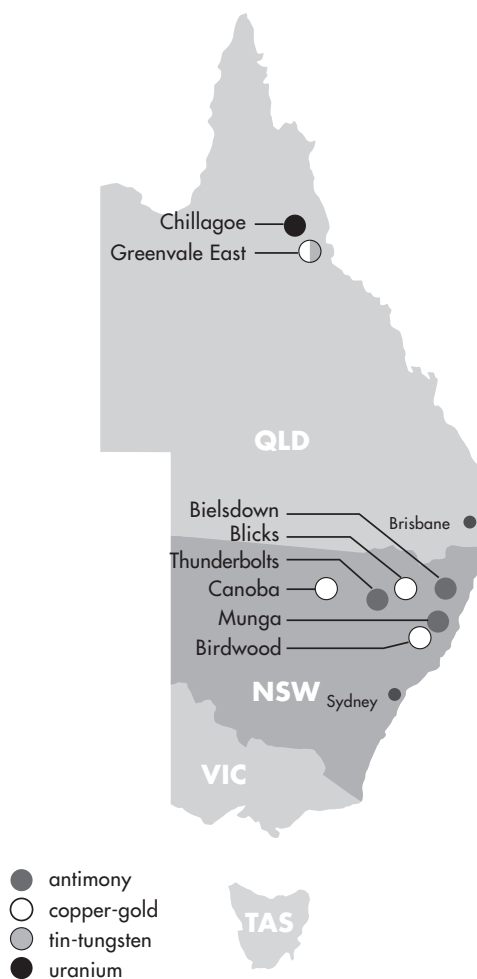 Chillagoe
Greenvale East
QLD
Bielsdown
Brisbane
Blicks
Thunderbolts
Canoba
Munga
Birdwood
NSW
Sydney
VIC
antimony
copper-gold
TAS
tin-tungsten
uranium